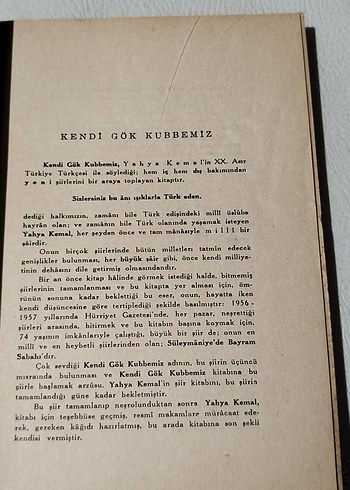 KENDİ GÖK KUBBEMİZ
Kendi Gök Kubbemiz, Yahya Kemal'in XX. Asır
Türkiye Türkçesi ile söylediği; hem iç hem dış bakımından
yeni şiirlerini bir araya toplayan kitaptır.
Sizlersiniz bu ânı ışıklarla Türk eden.
dediği halkımızın, zamânı bile Türk edişindeki millî üslûba
hayrân olan; ve zamânın bile Türk olanında yaşamak isteyen
Yahya Kemal, her şeyden önce ve tam mânâsiyle millî bir
şâirdir.
Onun birçok şiirlerinde bütün milletleri tatmîn edecek
genişlikler bulunması, her büyük şâir gibi, önce kendi milliye-
tinin dehâsını dile getirmiş olmasındandır.
Bir an önce kitap hâlinde görmek istediği halde, bitmemiş
şiirlerinin tamamlanması ve bu kitapta yer alması için, öm-
rünün sonuna kadar beklettiği bu eser, onun, hayatta iken
kendi düşüncesine göre tertiplediği şekilde basılmıştır: 1956-
1957 yıllarında Hürriyet Gazetesi'nde, her pazar, neşrettiği
şiirleri arasında, bitirmek ve bu kitabın başına koymak için,
74 yaşının imkânlariyle çalıştığı, büyük bir şiir de; onun en
millî ve en heybetli şiirlerinden olan; Süleymâniye'de Bayram
Sabahı'dır.
Çok sevdiği Kendi Gök Kubbemiz adının, bu şiirin üçüncü
mısraında bulunması ve Kendi Gök Kubbemiz kitabına bu
şiirle başlamak arzûsu, Yahya Kemal'in şiir kitabını, bu şiirin
tamamlandığı güne kadar bekletmiştir.
Bu şiir tamamlanıp neşrolunduktan sonra Yahya Kemal,
kitabı için teşebbüse geçmiş, resmî makamlara mürâcaat ede-
rek, gereken kâğıdı hazırlatmış, bu arada kitabına son şekli
kendisi vermiştir.